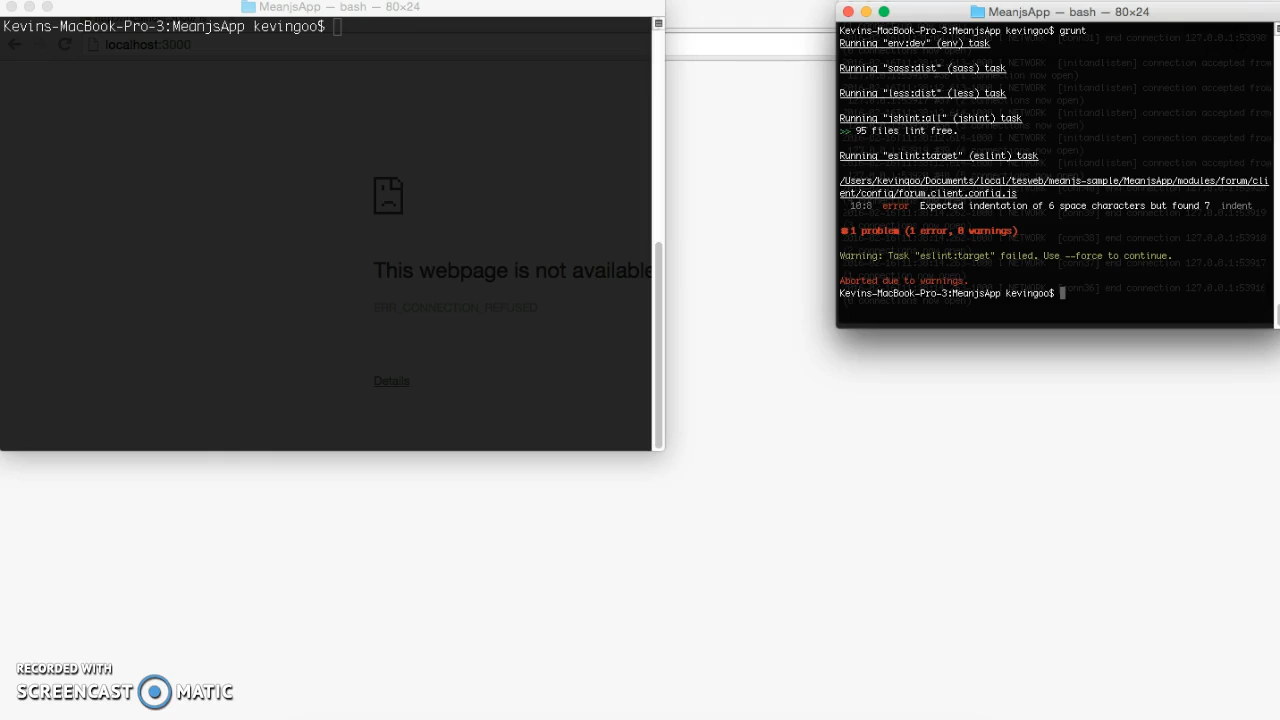 MeanjsApp — bash — 80×24
Kevins-MacBook-Pro-3:MeanjsApp kevingoo$
localhost:3000
This webpage is not available
ERR_CONNECTION_REFUSED
Details
MeanjsApp — bash — 80×24
Kevins-MacBook-Pro-3:MeanjsApp kevingoo$ grunt
Running "env:dev" (env) task
Running "sass:dist" (sass) task
Running "less:dist" (less) task
Running "jshint:all" (jshint) task
>> 95 files lint free.
Running "eslint:target" (eslint) task
/Users/kevingoo/Documents/local/tesweb/meanjs-sample/MeanjsApp/modules/forum/cli
ent/config/forum.client.config.js
10:8 error Expected indentation of 6 space characters but found 7 indent
1 problem (1 error, 0 warnings)
Warning: Task "eslint:target" failed. Use --force to continue.
Aborted due to warnings.
Kevins-MacBook-Pro-3:MeanjsApp kevingoo$
RECORDED WITH
SCREENCAST MATIC